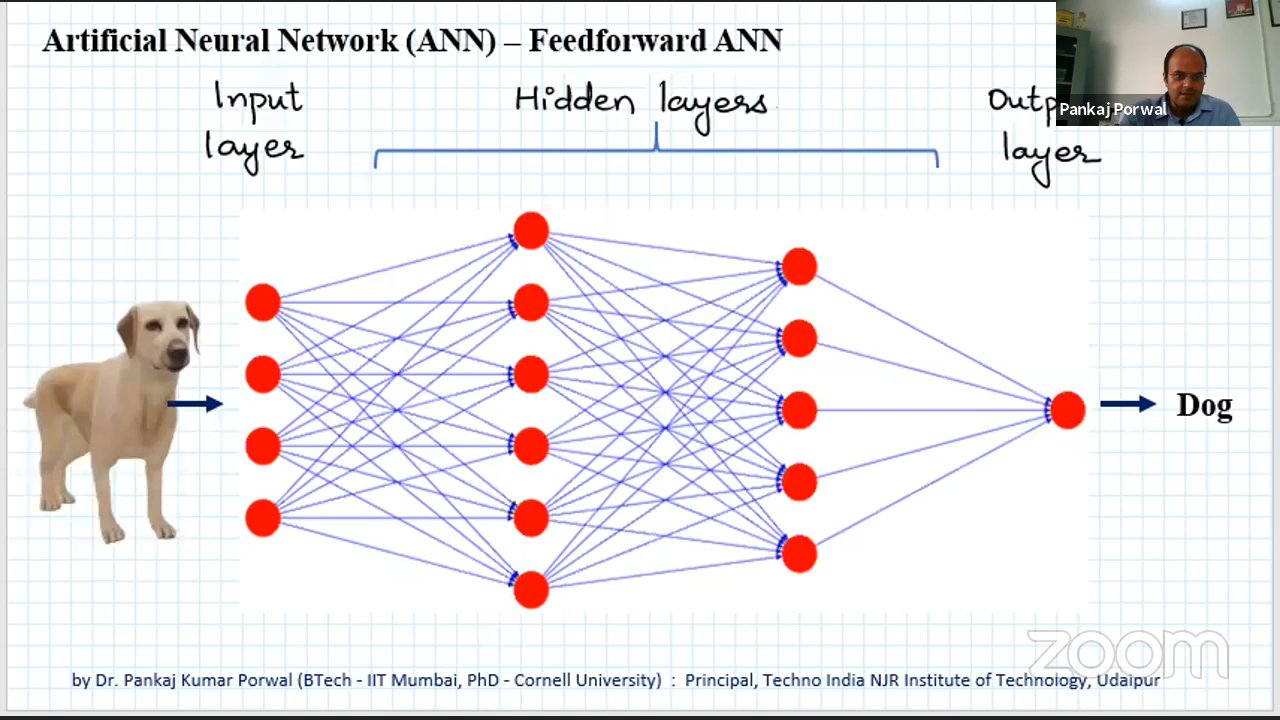 Artificial Neural Network (ANN) – Feedforward ANN
Input
layer
Hidden layers
layer
Pankaj Porwal
Dog
zoom
by Dr. Pankaj Kumar Porwal (BTech - IIT Mumbai, PhD - Cornell University) : Principal, Techno India NJR Institute of Technology, Udaipur